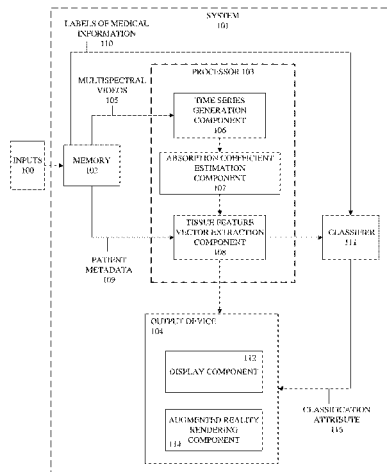 SYSTEM
101
LABELS OF MEDICAL
INFORMATION
110
PROCESSOR 103
MULTISPECTRAL
VIDEOS
105
TIME SERIES
GENERATION
COMPONENT
106
INPUTS
100
MEMORY
102
ABSORPTION COEFFICIENT
ESTIMATION
COMPONENT
107
TISSUE FEATURE
VECTOR EXTRACTION
COMPONENT
108
CLASSIFIER
111
PATIENT
METADATA
109
OUTPUT DEVICE
104
112
DISPLAY COMPONENT
AUGMENTED REALITY
RENDERING
COMPONENT
114
CLASSIFICATION
ATTRIBUTE